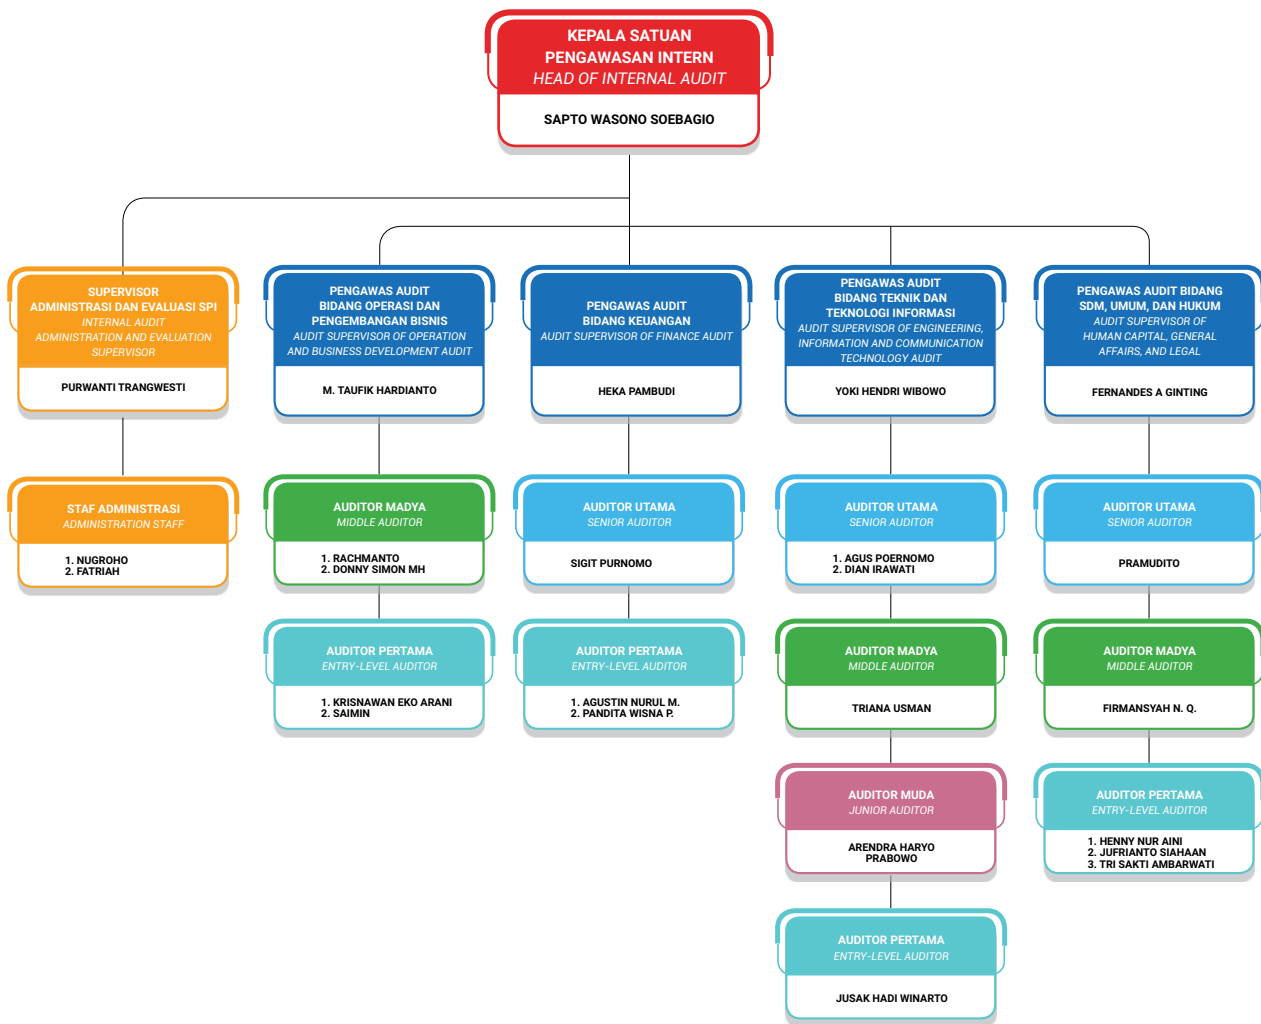 KEPALA SATUAN
PENGAWASAN INTERN
HEAD OF INTERNAL AUDIT
SAPTO WASONO SOEBAGIO
SUPERVISOR
ADMINISTRASI DAN EVALUASI SPI
INTERNAL AUDIT
ADMINISTRATION AND EVALUATION
SUPERVISOR
PURWANTI TRANGWESTI
PENGAWAS AUDIT
BIDANG OPERASI DAN
PENGEMBANGAN BISNIS
AUDIT SUPERVISOR OF OPERATION
AND BUSINESS DEVELOPMENT AUDIT
M. TAUFIK HARDIANTO
PENGAWAS AUDIT
BIDANG KEUANGAN
AUDIT SUPERVISOR OF FINANCE AUDIT
HEKA PAMBUDI
PENGAWAS AUDIT
BIDANG TEKNIK DAN
TEKNOLOGI INFORMASI
AUDIT SUPERVISOR OF ENGINEERING,
INFORMATION AND COMMUNICATION
TECHNOLOGY AUDIT
YOKI HENDRI WIBOWO
PENGAWAS AUDIT BIDANG
SDM, UMUM, DAN HUKUM
AUDIT SUPERVISOR OF
HUMAN CAPITAL, GENERAL
AFFAIRS, AND LEGAL
FERNANDES A GINTING
STAF ADMINISTRASI
ADMINISTRATION STAFF
1. NUGROHO
2. FATRIAH
AUDITOR MADYA
MIDDLE AUDITOR
1. RACHMANTO
2. DONNY SIMON MH
AUDITOR UTAMA
SENIOR AUDITOR
SIGIT PURNOMO
AUDITOR UTAMA
SENIOR AUDITOR
1. AGUS POERNOMO
2. DIAN IRAWATI
AUDITOR UTAMA
SENIOR AUDITOR
PRAMUDITO
AUDITOR PERTAMA
ENTRY-LEVEL AUDITOR
1. KRISNAWAN EKO ARANI
2. SAIMIN
AUDITOR PERTAMA
ENTRY-LEVEL AUDITOR
1. AGUSTIN NURUL M.
2. PANDITA WISNA P.
AUDITOR MADYA
MIDDLE AUDITOR
TRIANA USMAN
AUDITOR MADYA
MIDDLE AUDITOR
FIRMANSYAH N. Q.
AUDITOR MUDA
JUNIOR AUDITOR
ARENDRA HARYO
PRABOWO
AUDITOR PERTAMA
ENTRY-LEVEL AUDITOR
1. HENNY NUR AINI
2. JUFRIANTO SIAHAAN
3. TRI SAKTI AMBARWATI
AUDITOR PERTAMA
ENTRY-LEVEL AUDITOR
JUSAK HADI WINARTO